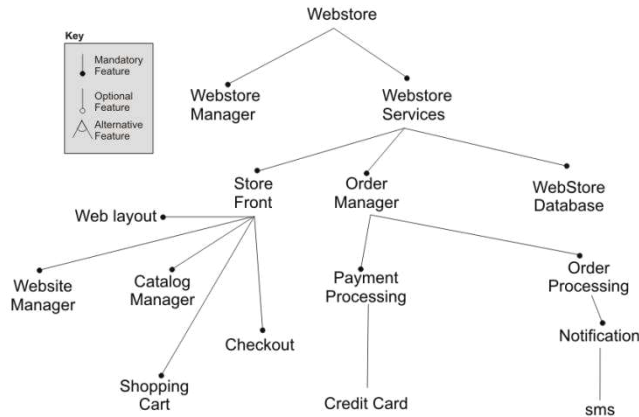 Webstore
Key
Mandatory
Feature
Optional
Feature
Alternative
Feature
Webstore
Manager
Webstore
Services
Store
Front
Order
Manager
WebStore
Database
Web layout
Website
Manager
Catalog
Manager
Payment
Processing
Order
Processing
Checkout
Notification
Shopping
Cart
Credit Card
sms